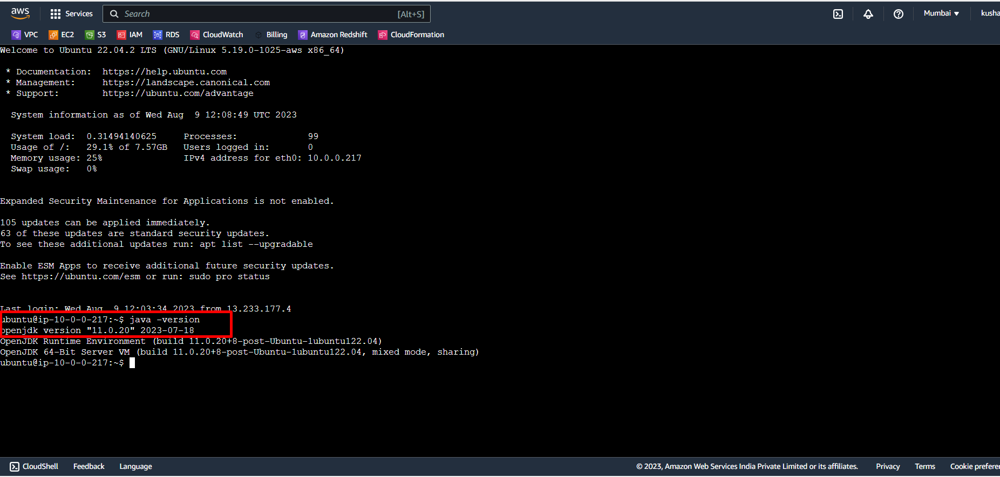 aws Services Search [Alt+S] Mumbai ▼ kusha
VPC EC2 S3 IAM RDS CloudWatch Billing Amazon Redshift CloudFormation
Welcome to Ubuntu 22.04.2 LTS (GNU/Linux 5.19.0-1025-aws x86_64)
* Documentation:  https://help.ubuntu.com
* Management:     https://landscape.canonical.com
* Support:        https://ubuntu.com/advantage
System information as of Wed Aug  9 12:08:49 UTC 2023
System load:  0.31494140625     Processes:             99
Usage of /:   29.1% of 7.57GB   Users logged in:       0
Memory usage: 25%               IPv4 address for eth0: 10.0.0.217
Swap usage:   0%
Expanded Security Maintenance for Applications is not enabled.
105 updates can be applied immediately.
63 of these updates are standard security updates.
To see these additional updates run: apt list --upgradable
Enable ESM Apps to receive additional future security updates.
See https://ubuntu.com/esm or run: sudo pro status
Last login: Wed Aug  9 12:03:34 2023 from 13.233.177.4
ubuntu@ip-10-0-0-217:~$ java -version
openjdk version "11.0.20" 2023-07-18
OpenJDK Runtime Environment (build 11.0.20+8-post-Ubuntu-1ubuntu122.04)
OpenJDK 64-Bit Server VM (build 11.0.20+8-post-Ubuntu-1ubuntu122.04, mixed mode, sharing)
ubuntu@ip-10-0-0-217:~$
CloudShell Feedback Language © 2023, Amazon Web Services India Private Limited or its affiliates. Privacy Terms Cookie prefere